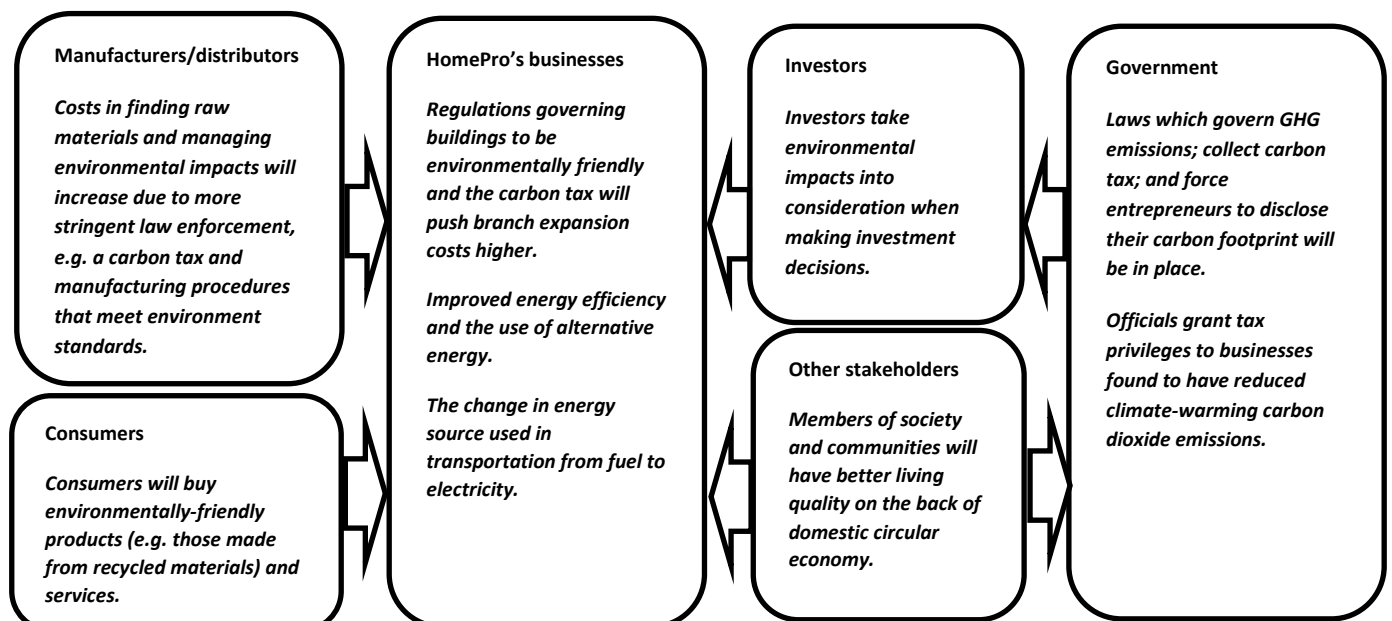 Manufacturers/distributors
Costs in finding raw
materials and managing
environmental impacts will
increase due to more
stringent law enforcement,
e.g. a carbon tax and
manufacturing procedures
that meet environment
standards.
Consumers
Consumers will buy
environmentally-friendly
products (e.g. those made
from recycled materials) and
services.
HomePro’s businesses
Regulations governing
buildings to be
environmentally friendly
and the carbon tax will
push branch expansion
costs higher.
Improved energy efficiency
and the use of alternative
energy.
The change in energy
source used in
transportation from fuel to
electricity.
Investors
Investors take
environmental
impacts into
consideration when
making investment
decisions.
Other stakeholders
Members of society
and communities will
have better living
quality on the back of
domestic circular
economy.
Government
Laws which govern GHG
emissions; collect carbon
tax; and force
entrepreneurs to disclose
their carbon footprint will
be in place.
Officials grant tax
privileges to businesses
found to have reduced
climate-warming carbon
dioxide emissions.